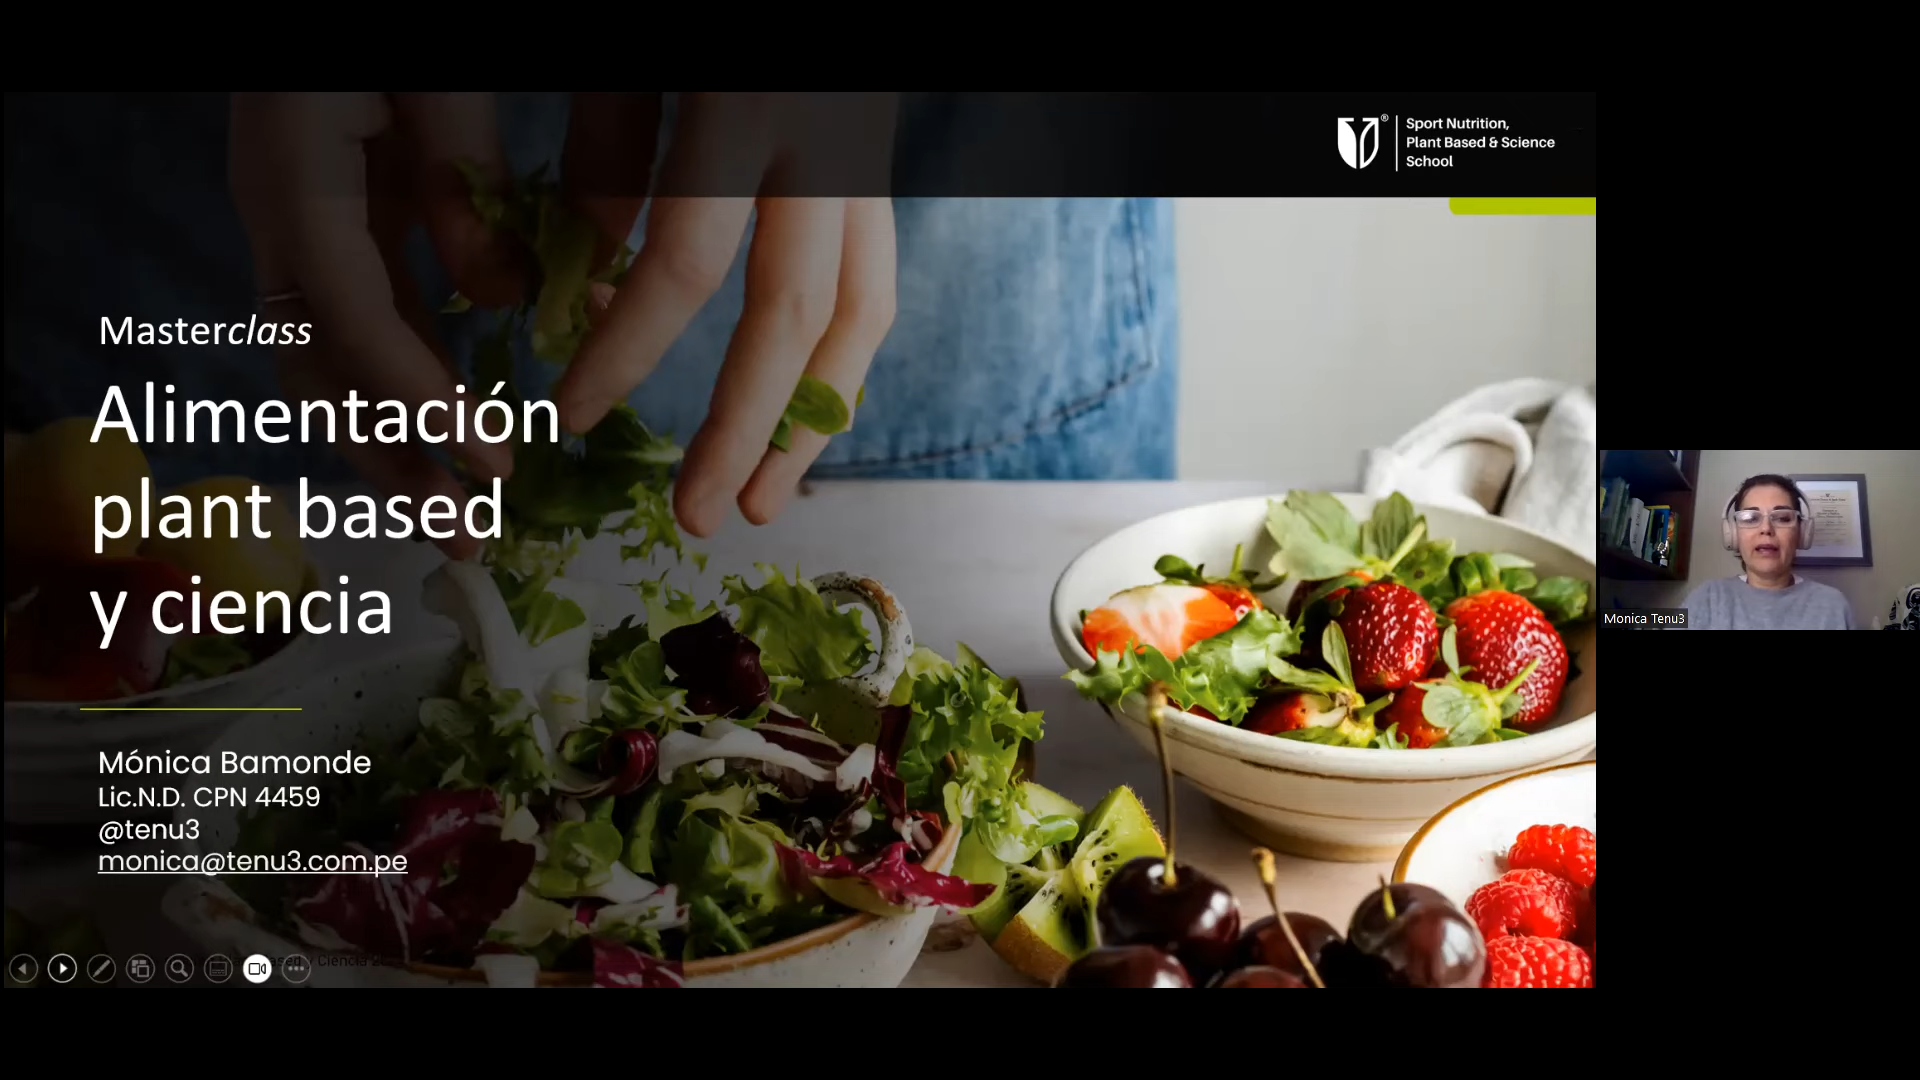 Sport Nutrition,
Plant Based & Science
School
Masterclass
Alimentación
plant based
y ciencia
Mónica Bamonde
Lic.N.D. CPN 4459
@tenu3
monica@tenu3.com.pe
Monica Tenu3